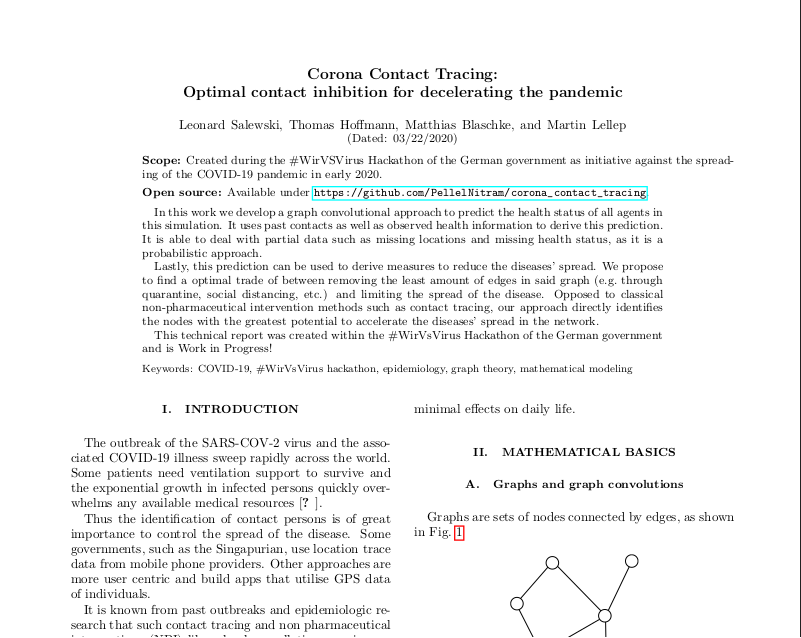 Corona Contact Tracing:
Optimal contact inhibition for decelerating the pandemic
Leonard Salewski, Thomas Hoffmann, Matthias Blaschke, and Martin Lellep
(Dated: 03/22/2020)
Scope: Created during the #WirVSVirus Hackathon of the German government as initiative against the spread-
ing of the COVID-19 pandemic in early 2020.
Open source: Available under https://github.com/PellelNitram/corona_contact_tracing
In this work we develop a graph convolutional approach to predict the health status of all agents in
this simulation. It uses past contacts as well as observed health information to derive this prediction.
It is able to deal with partial data such as missing locations and missing health status, as it is a
probabilistic approach.
Lastly, this prediction can be used to derive measures to reduce the diseases' spread. We propose
to find a optimal trade of between removing the least amount of edges in said graph (e.g. through
quarantine, social distancing, etc.) and limiting the spread of the disease. Opposed to classical
non-pharmaceutical intervention methods such as contact tracing, our approach directly identifies
the nodes with the greatest potential to accelerate the diseases' spread in the network.
This technical report was created within the #WirVsVirus Hackathon of the German government
and is Work in Progress!
Keywords: COVID-19, #WirVsVirus hackathon, epidemiology, graph theory, mathematical modeling
I. INTRODUCTION
The outbreak of the SARS-COV-2 virus and the asso-
ciated COVID-19 illness sweep rapidly across the world.
Some patients need ventilation support to survive and
the exponential growth in infected persons quickly over-
whelms any available medical resources [? ].
Thus the identification of contact persons is of great
importance to control the spread of the disease. Some
governments, such as the Singapurian, use location trace
data from mobile phone providers. Other approaches are
more user centric and build apps that utilise GPS data
of individuals.
It is known from past outbreaks and epidemiologic re-
search that such contact tracing and non pharmaceutical
minimal effects on daily life.
II. MATHEMATICAL BASICS
A. Graphs and graph convolutions
Graphs are sets of nodes connected by edges, as shown
in Fig. 1